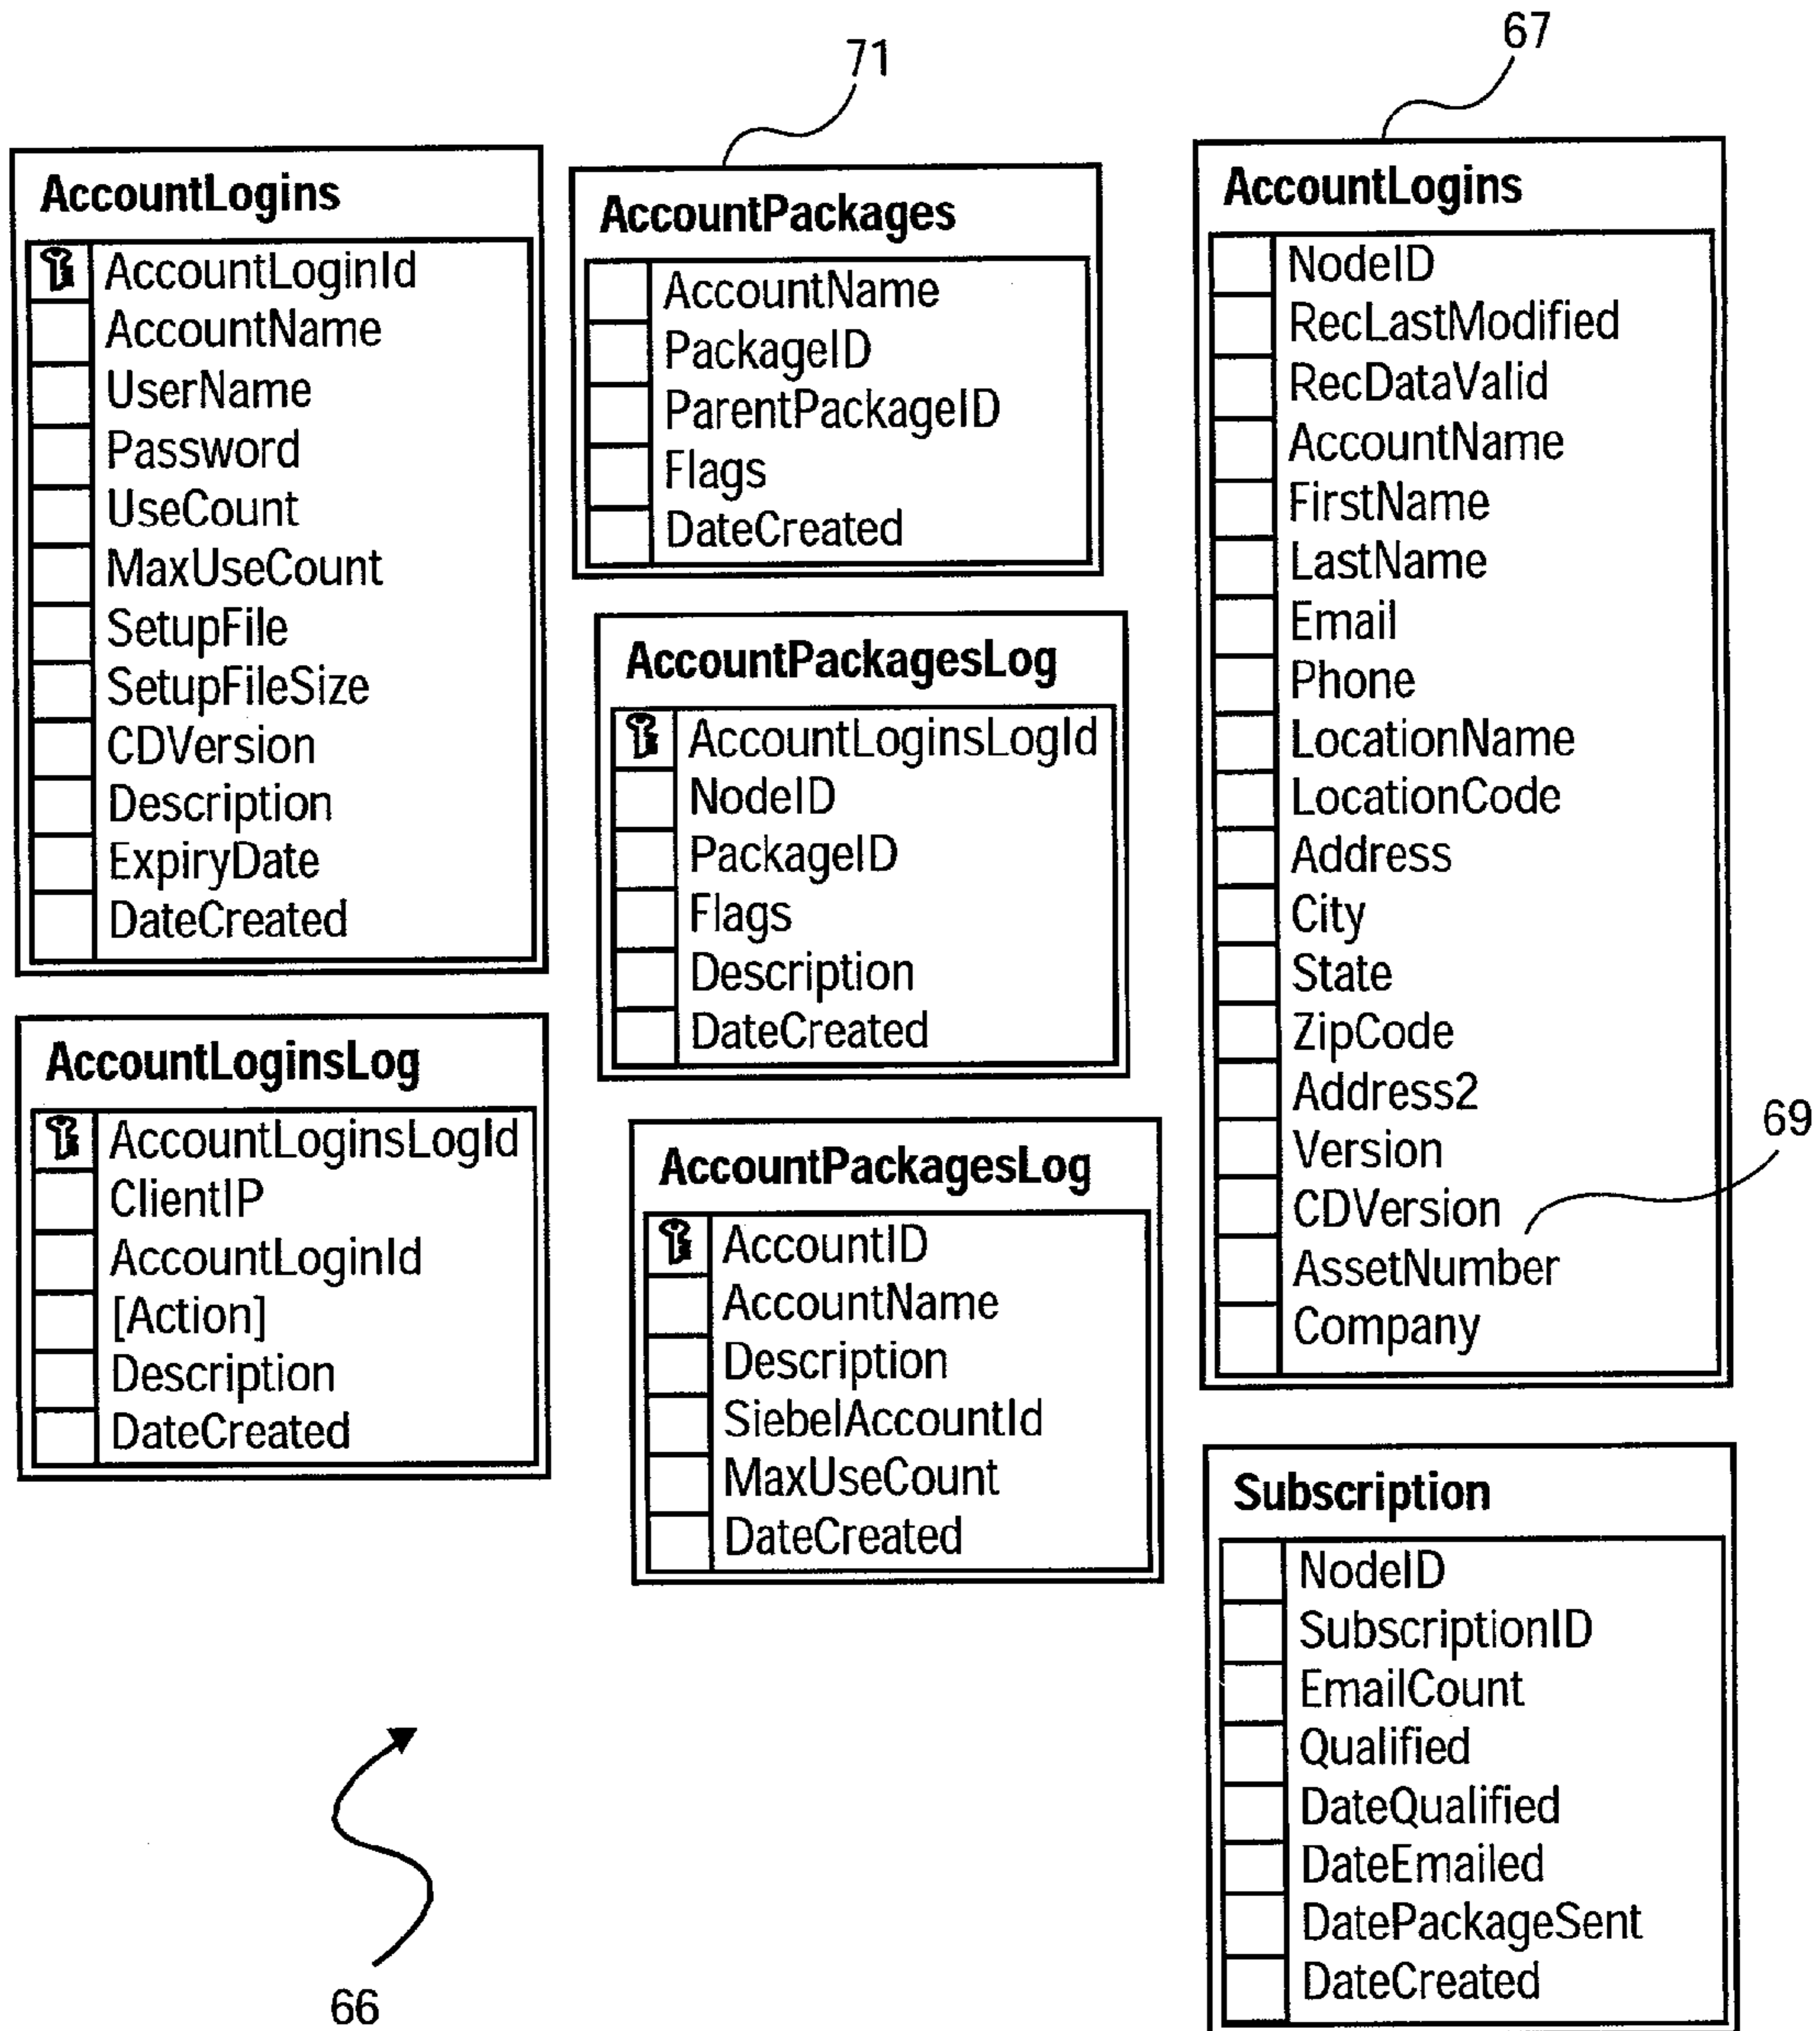 71
67
AccountLogins
AccountLoginId
AccountName
UserName
Password
UseCount
MaxUseCount
SetupFile
SetupFileSize
CDVersion
Description
ExpiryDate
DateCreated
AccountLoginsLog
AccountLoginsLogId
ClientIP
AccountLoginId
[Action]
Description
DateCreated
66
AccountPackages
AccountName
PackageID
ParentPackageID
Flags
DateCreated
AccountPackagesLog
AccountLoginsLogId
NodeID
PackageID
Flags
Description
DateCreated
AccountPackagesLog
AccountID
AccountName
Description
SiebelAccountId
MaxUseCount
DateCreated
AccountLogins
NodeID
RecLastModified
RecDataValid
AccountName
FirstName
LastName
Email
Phone
LocationName
LocationCode
Address
City
State
ZipCode
Address2
Version
CDVersion
AssetNumber
Company
69
Subscription
NodeID
SubscriptionID
EmailCount
Qualified
DateQualified
DateEmailed
DatePackageSent
DateCreated